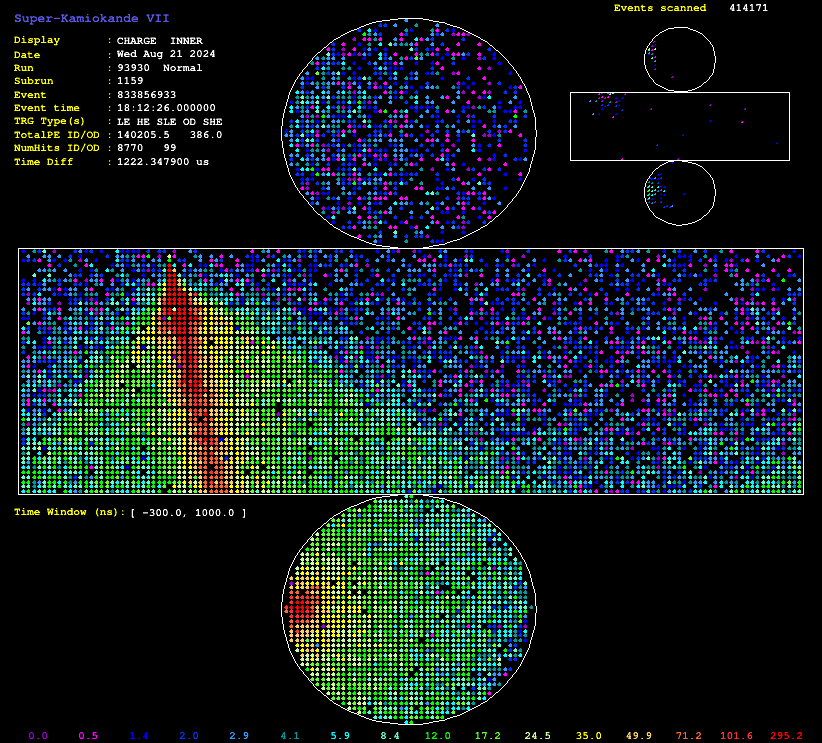 Super-Kamiokande VII
Events scanned 414171
Display : CHARGE INNER
Date : Wed Aug 21 2024
Run : 93930 Normal
Subrun : 1159
Event : 833856933
Event time : 18:12:26.000000
TRG Type(s) : LE HE SLE OD SHE
TotalPE ID/OD : 140205.5 386.0
NumHits ID/OD : 8770 99
Time Diff : 1222.347900 us
Time Window (ns): [ -300.0, 1000.0 ]
0.0 0.5 1.4 2.0 2.9 4.1 5.9 8.4 12.0 17.2 24.5 35.0 49.9 71.2 101.6 295.2